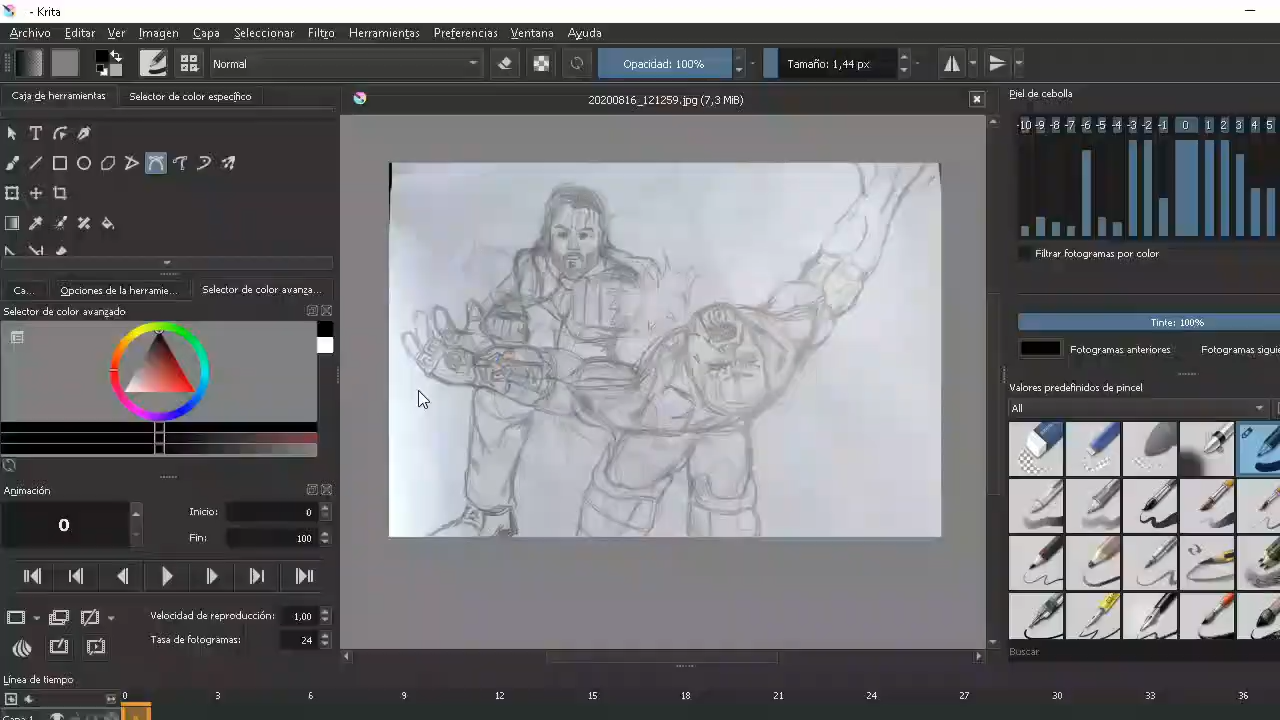 - Krita
Archivo Editar Ver Imagen Capa Seleccionar Filtro Herramientas Preferencias Ventana Ayuda
Normal Opacidad: 100% Tamaño: 1,44 px
Caja de herramientas Selector de color específico
20200816_121259.jpg (7,3 MiB)
Piel de cebolla
-10 -9 -8 -7 -6 -5 -4 -3 -2 -1 0 1 2 3 4 5
Filtrar fotogramas por color
Ca... Opciones de la herramie... Selector de color avanza...
Selector de color avanzado
Tinte: 100%
Fotogramas anteriores Fotogramas siguie
Valores predefinidos de pincel
All
Animación
0
Inicio: 0
Fin: 100
Velocidad de reproducción: 1,00
Tasa de fotogramas: 24
Buscar
Línea de tiempo
0 3 6 9 12 15 18 21 24 27 30 33 36
Capa 1